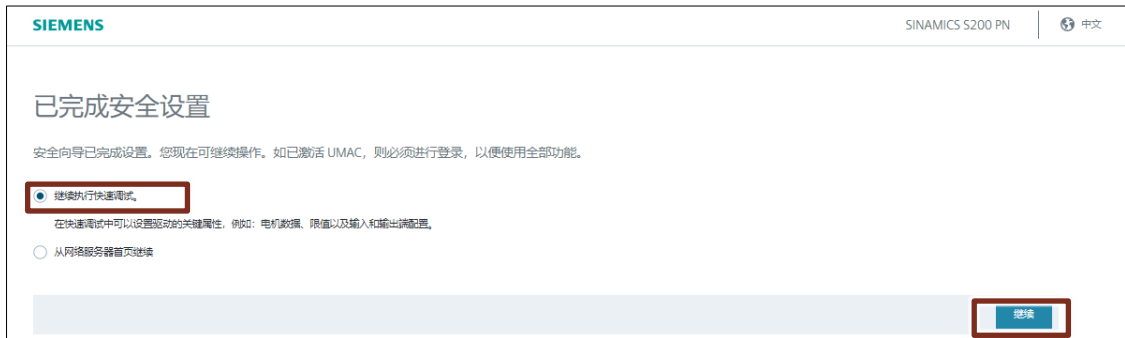 SIEMENS
SINAMICS S200 PN
中文
已完成安全设置
安全向导已完成设置。您现在可继续操作。如已激活 UMAC，则必须进行登录，以便使用全部功能。
继续执行快速调试。
在快速调试中可以设置驱动的关键属性，例如：电机数据、限值以及输入和输出端配置。
从网络服务器首页继续
继续